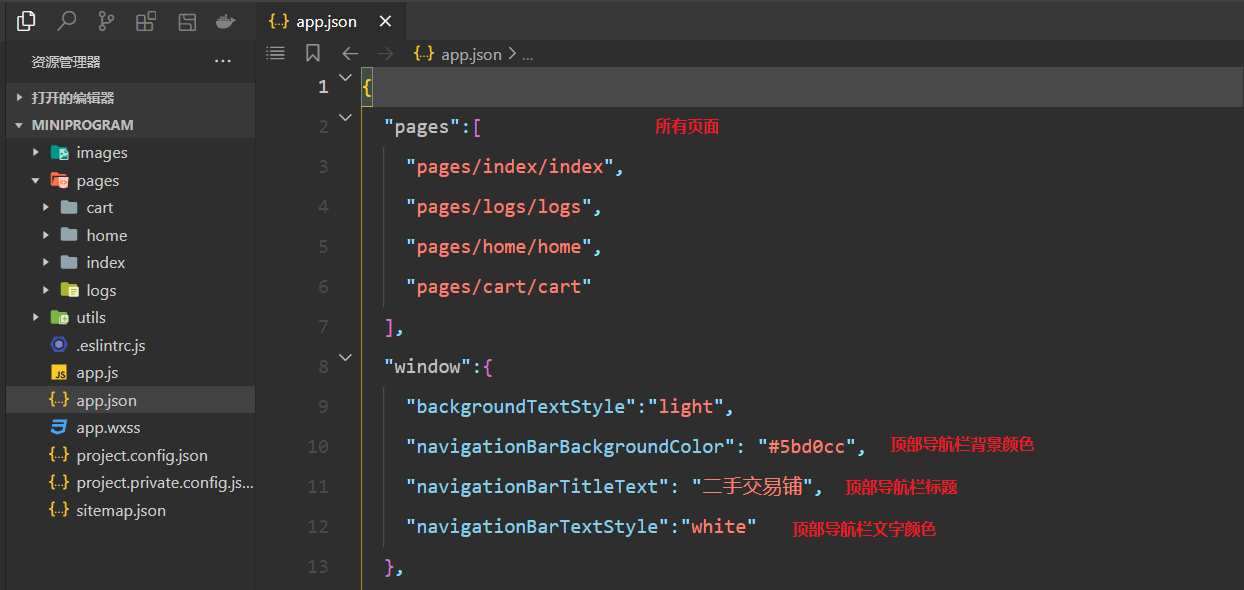 {..} app.json ×
资源管理器 ...
{..} app.json > ...
打开的编辑器
MINIPROGRAM
images
pages
cart
home
index
logs
utils
.eslintrc.js
JS app.js
{..} app.json
app.wxss
{..} project.config.json
{..} project.private.config.js...
{..} sitemap.json
1 {
2 "pages":[ 所有页面
3 "pages/index/index",
4 "pages/logs/logs",
5 "pages/home/home",
6 "pages/cart/cart"
7 ],
8 "window":{
9 "backgroundTextStyle":"light",
10 "navigationBarBackgroundColor": "#5bd0cc", 顶部导航栏背景颜色
11 "navigationBarTitleText": "二手交易铺", 顶部导航栏标题
12 "navigationBarTextStyle":"white" 顶部导航栏文字颜色
13 },